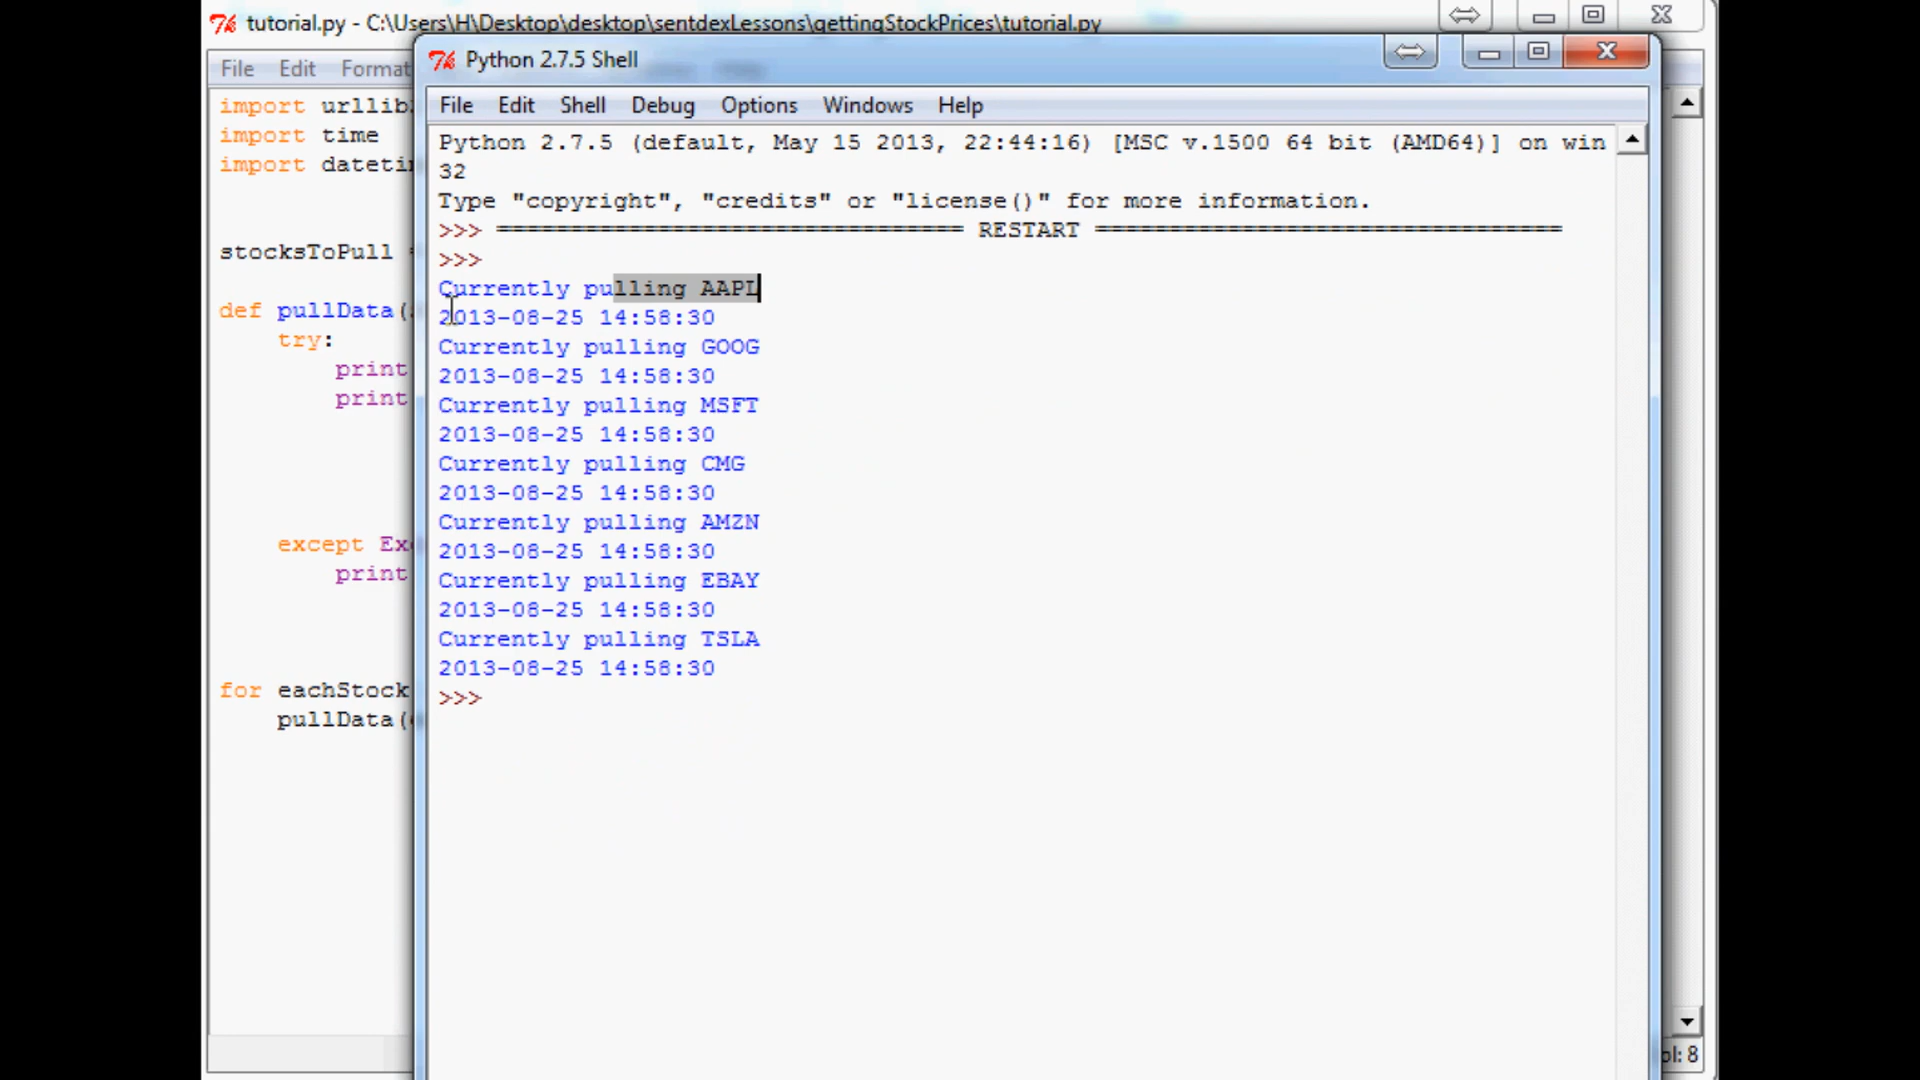 tutorial.py - C:\Users\H\Desktop\desktop\sentdexLessons\gettingStockPrices\tutorial.py
File Edit Format
import urllib
import time
import datetim
stocksToPull =
def pullData(
try:
print
print
except Exc
print
for eachStock
pullData(
Python 2.7.5 Shell
File Edit Shell Debug Options Windows Help
Python 2.7.5 (default, May 15 2013, 22:44:16) [MSC v.1500 64 bit (AMD64)] on win
32
Type "copyright", "credits" or "license()" for more information.
>>> ================================ RESTART ================================
>>>
Currently pulling AAPL
2013-08-25 14:58:30
Currently pulling GOOG
2013-08-25 14:58:30
Currently pulling MSFT
2013-08-25 14:58:30
Currently pulling CMG
2013-08-25 14:58:30
Currently pulling AMZN
2013-08-25 14:58:30
Currently pulling EBAY
2013-08-25 14:58:30
Currently pulling TSLA
2013-08-25 14:58:30
>>>
ol: 8